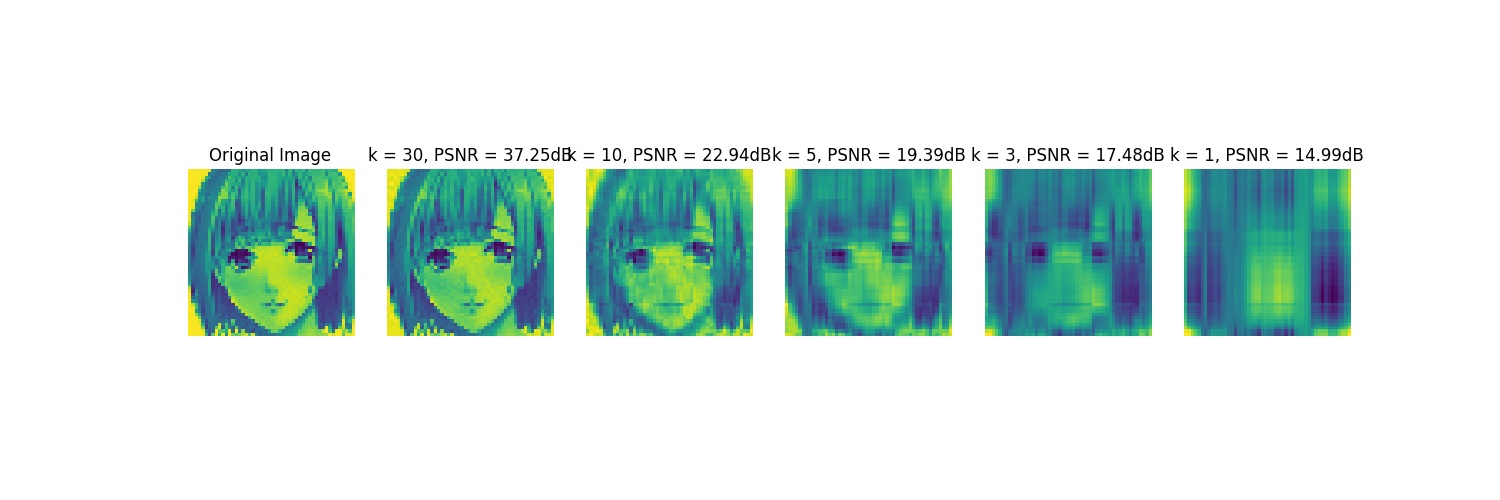 Original Image
k = 30, PSNR = 37.25dB
k = 10, PSNR = 22.94dB
k = 5, PSNR = 19.39dB
k = 3, PSNR = 17.48dB
k = 1, PSNR = 14.99dB